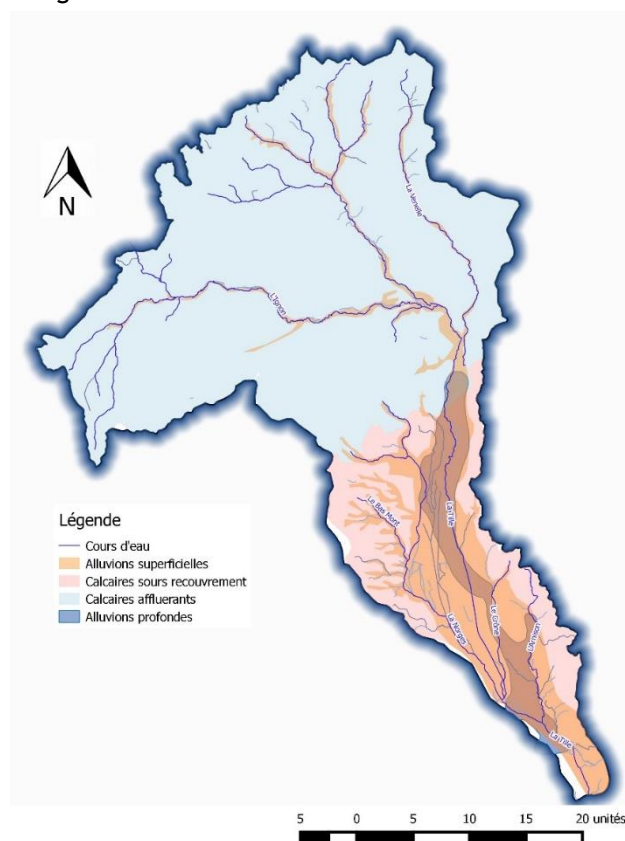 N
La Venelle
L'Ignon
La Tille
Le Bas Mont
La Norges
Le Crône
L'Arnison
La Tille
Légende
Cours d'eau
Alluvions superficielles
Calcaires sours recouvrement
Calcaires affluerants
Alluvions profondes
5 0 5 10 15 20 unités